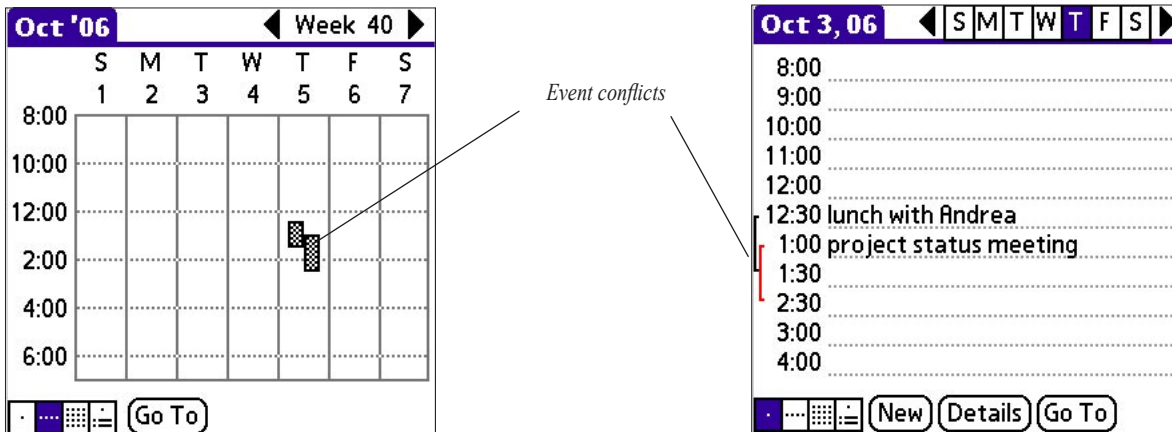 Oct '06
Week 40
S M T W T F S
1 2 3 4 5 6 7
8:00
10:00
12:00
2:00
4:00
6:00
Go To
Event conflicts
Oct 3, 06
S M T W T F S
8:00
9:00
10:00
11:00
12:00
12:30 lunch with Andrea
1:00 project status meeting
1:30
2:30
3:00
4:00
New Details Go To